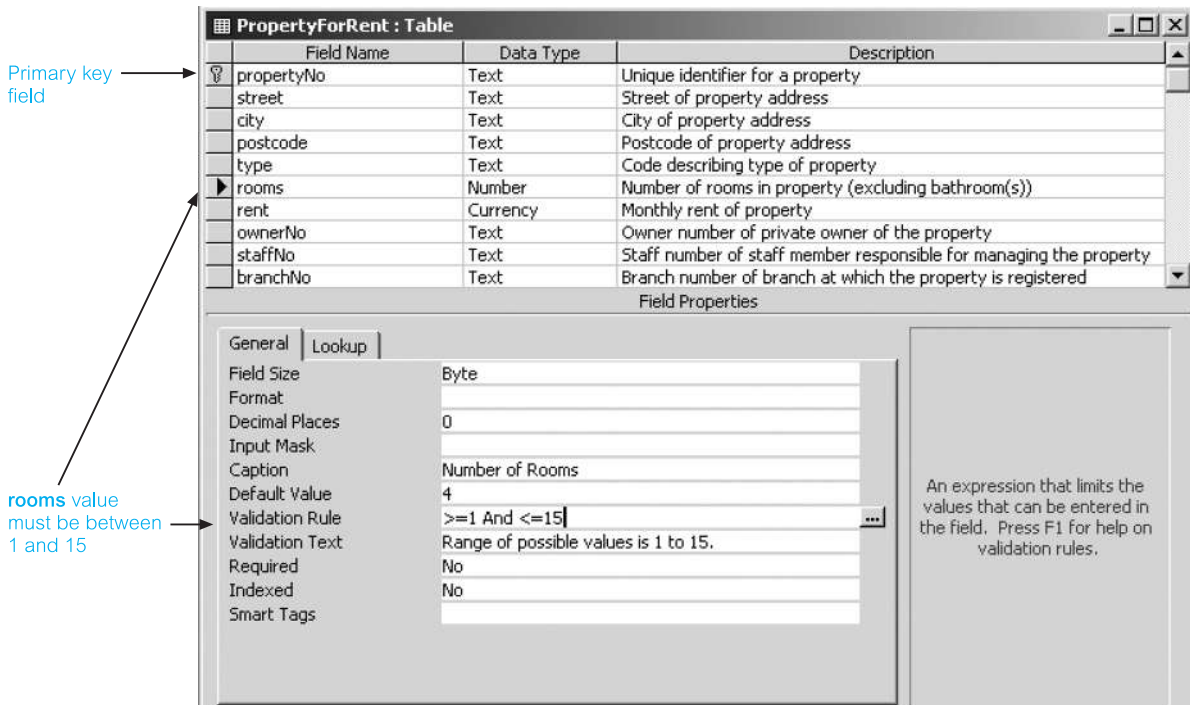 PropertyForRent : Table
Field Name Data Type Description
Primary key
field
propertyNo Text Unique identifier for a property
street Text Street of property address
city Text City of property address
postcode Text Postcode of property address
type Text Code describing type of property
rooms Number Number of rooms in property (excluding bathroom(s))
rent Currency Monthly rent of property
ownerNo Text Owner number of private owner of the property
staffNo Text Staff number of staff member responsible for managing the property
branchNo Text Branch number of branch at which the property is registered
Field Properties
General Lookup
Field Size Byte
Format
Decimal Places 0
Input Mask
Caption Number of Rooms
Default Value 4
Validation Rule >=1 And <=15 ...
Validation Text Range of possible values is 1 to 15.
Required No
Indexed No
Smart Tags
rooms value
must be between
1 and 15
An expression that limits the
values that can be entered in
the field. Press F1 for help on
validation rules.